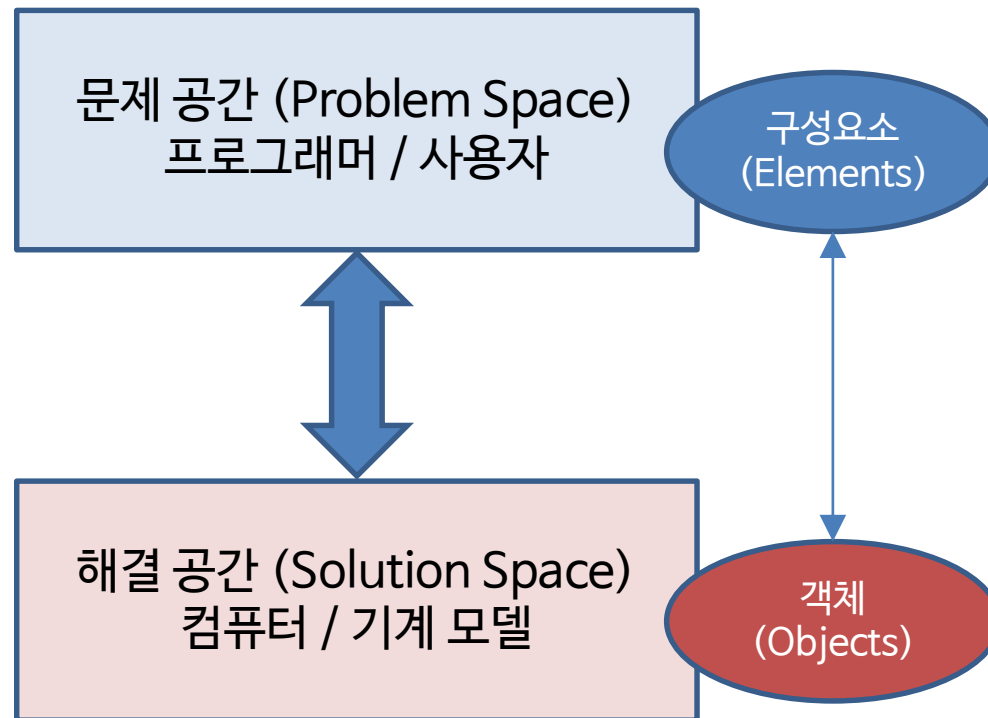 문제 공간 (Problem Space)
프로그래머 / 사용자
구성요소
(Elements)
해결 공간 (Solution Space)
컴퓨터 / 기계 모델
객체
(Objects)